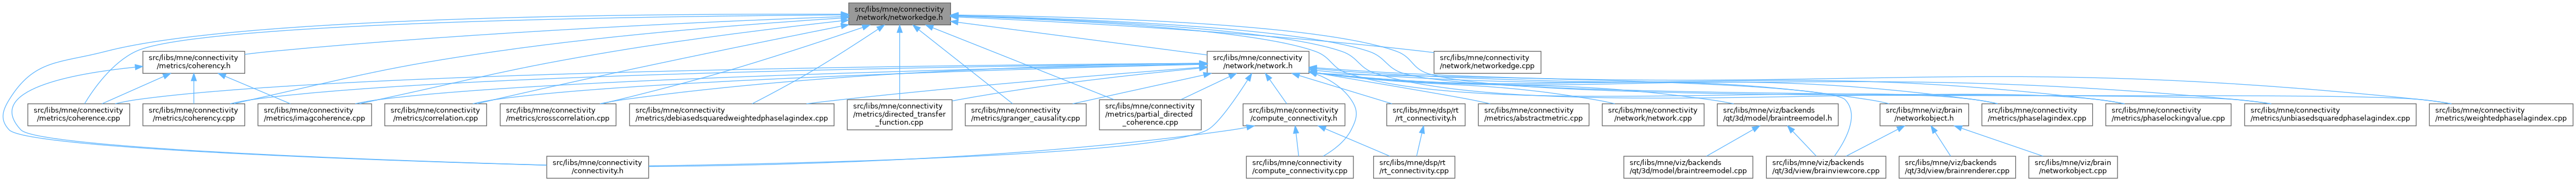 src/libs/mne/connectivity
/network/networkedge.h
src/libs/mne/connectivity
/metrics/coherency.h
src/libs/mne/connectivity
/network/network.h
src/libs/mne/connectivity
/network/networkedge.cpp
src/libs/mne/connectivity
/metrics/coherence.cpp
src/libs/mne/connectivity
/metrics/coherency.cpp
src/libs/mne/connectivity
/metrics/imagcoherence.cpp
src/libs/mne/connectivity
/metrics/correlation.cpp
src/libs/mne/connectivity
/metrics/crosscorrelation.cpp
src/libs/mne/connectivity
/metrics/debiasedsquaredweightedphaselagindex.cpp
src/libs/mne/connectivity
/metrics/directed_transfer
_function.cpp
src/libs/mne/connectivity
/metrics/granger_causality.cpp
src/libs/mne/connectivity
/metrics/partial_directed
_coherence.cpp
src/libs/mne/connectivity
/compute_connectivity.h
src/libs/mne/dsp/rt
/rt_connectivity.h
src/libs/mne/connectivity
/metrics/abstractmetric.cpp
src/libs/mne/connectivity
/network/network.cpp
src/libs/mne/viz/backends
/qt/3d/model/braintreemodel.h
src/libs/mne/viz/brain
/networkobject.h
src/libs/mne/connectivity
/metrics/phaselagindex.cpp
src/libs/mne/connectivity
/metrics/phaselockingvalue.cpp
src/libs/mne/connectivity
/metrics/unbiasedsquaredphaselagindex.cpp
src/libs/mne/connectivity
/metrics/weightedphaselagindex.cpp
src/libs/mne/connectivity
/connectivity.h
src/libs/mne/connectivity
/compute_connectivity.cpp
src/libs/mne/dsp/rt
/rt_connectivity.cpp
src/libs/mne/viz/backends
/qt/3d/model/braintreemodel.cpp
src/libs/mne/viz/backends
/qt/3d/view/brainviewcore.cpp
src/libs/mne/viz/backends
/qt/3d/view/brainrenderer.cpp
src/libs/mne/viz/brain
/networkobject.cpp